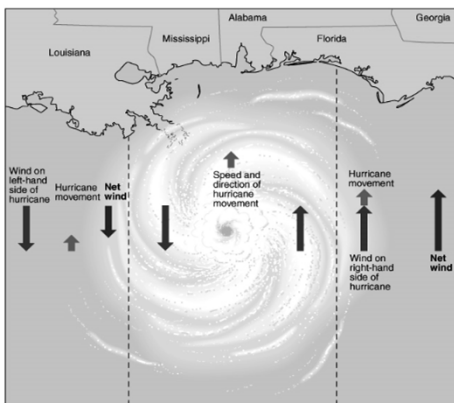 Alabama
Georgia
Mississippi
Florida
Louisiana
Wind on
left-hand
side of
hurricane
Hurricane
movement
Net
wind
Speed and
direction of
hurricane
movement
Hurricane
movement
Wind on
right-hand
side of
hurricane
Net
wind